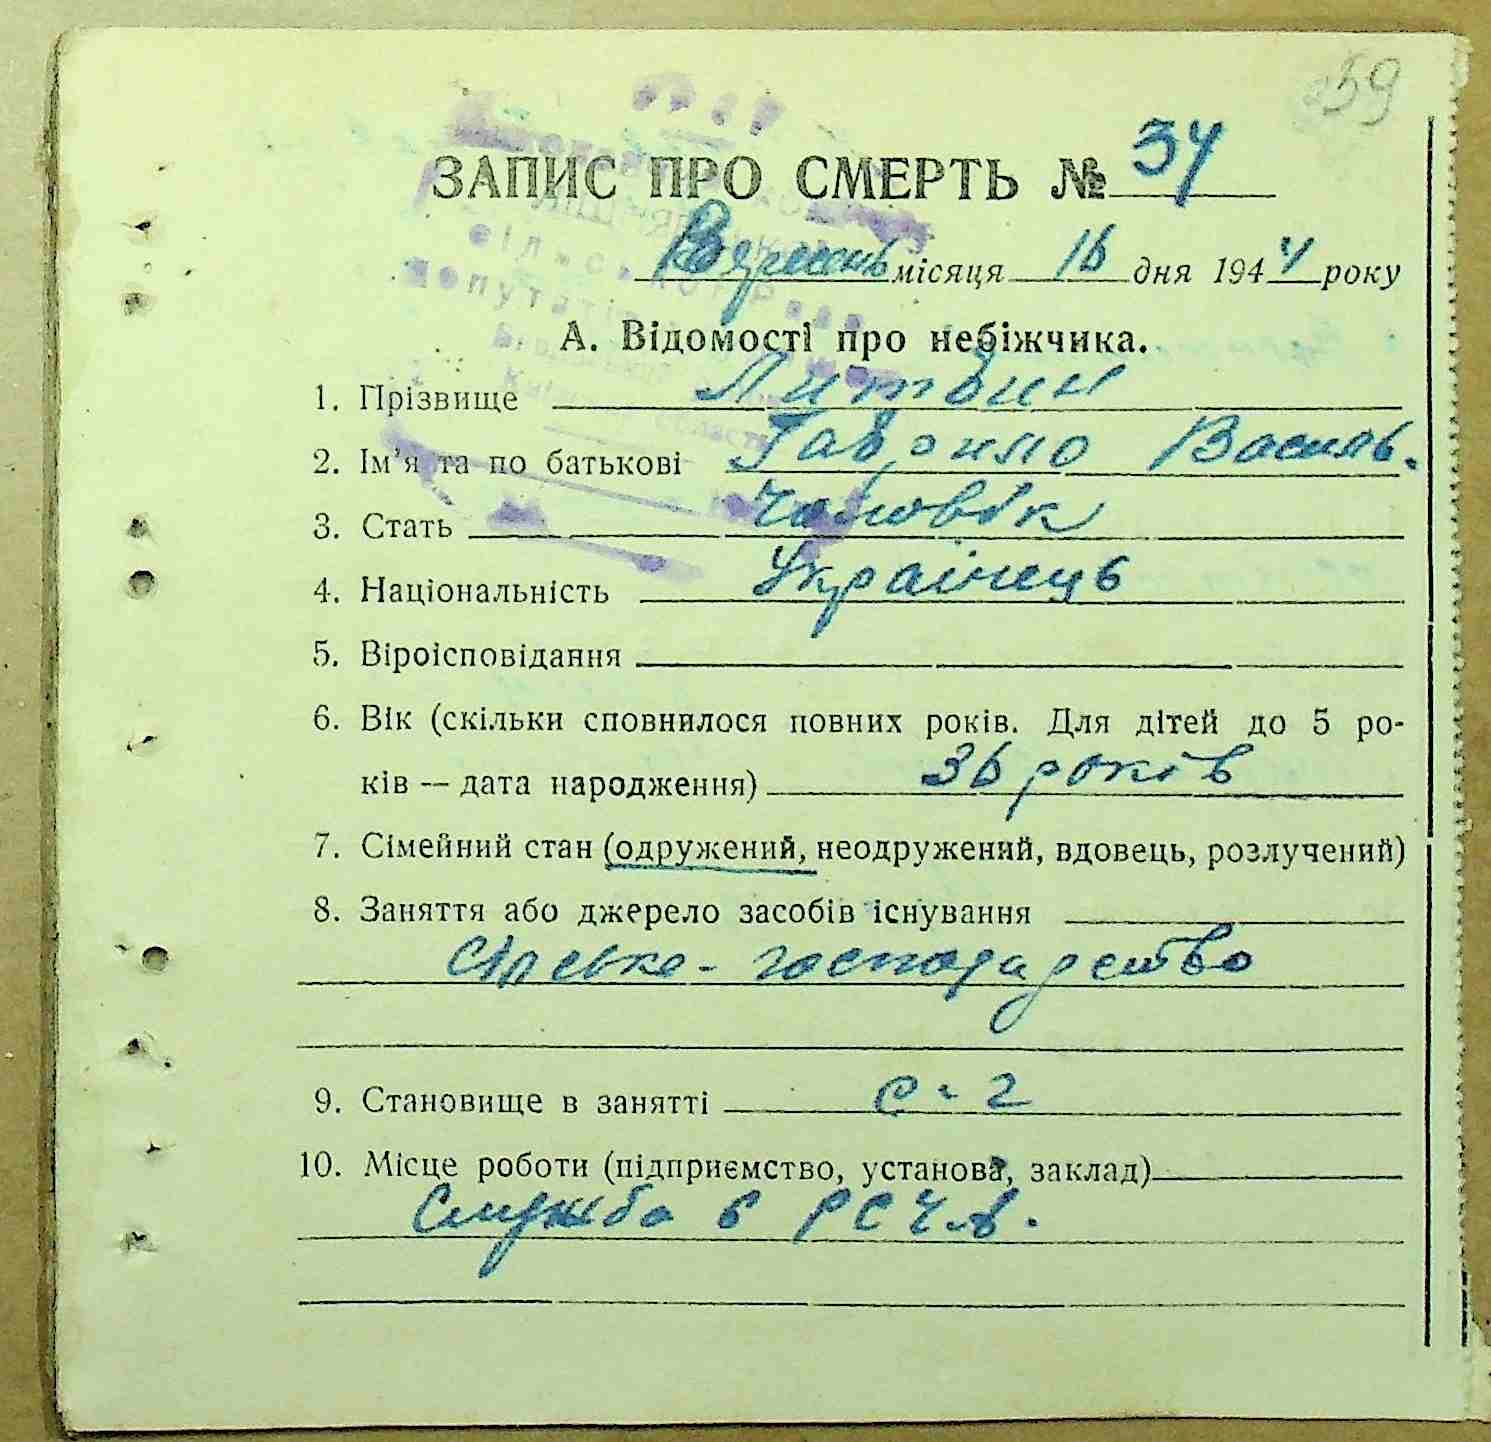 59
ЗАПИС ПРО СМЕРТЬ № 34
Вересень місяця 16 дня 1944 року
А. Відомості про небіжчика.
1. Прізвище Литвин
2. Ім'я та по батькові Гаврило Василь.
3. Стать Чоловік
4. Національність Українець
5. Віроісповідання
6. Вік (скільки сповнилося повних років. Для дітей до 5 ро-
ків — дата народження) 36 років
7. Сімейний стан (одружений, неодружений, вдовець, розлучений)
8. Заняття або джерело засобів існування
Сільське-господарство
9. Становище в занятті с-г
10. Місце роботи (підприємство, установа, заклад)
Служба в РСЧА.